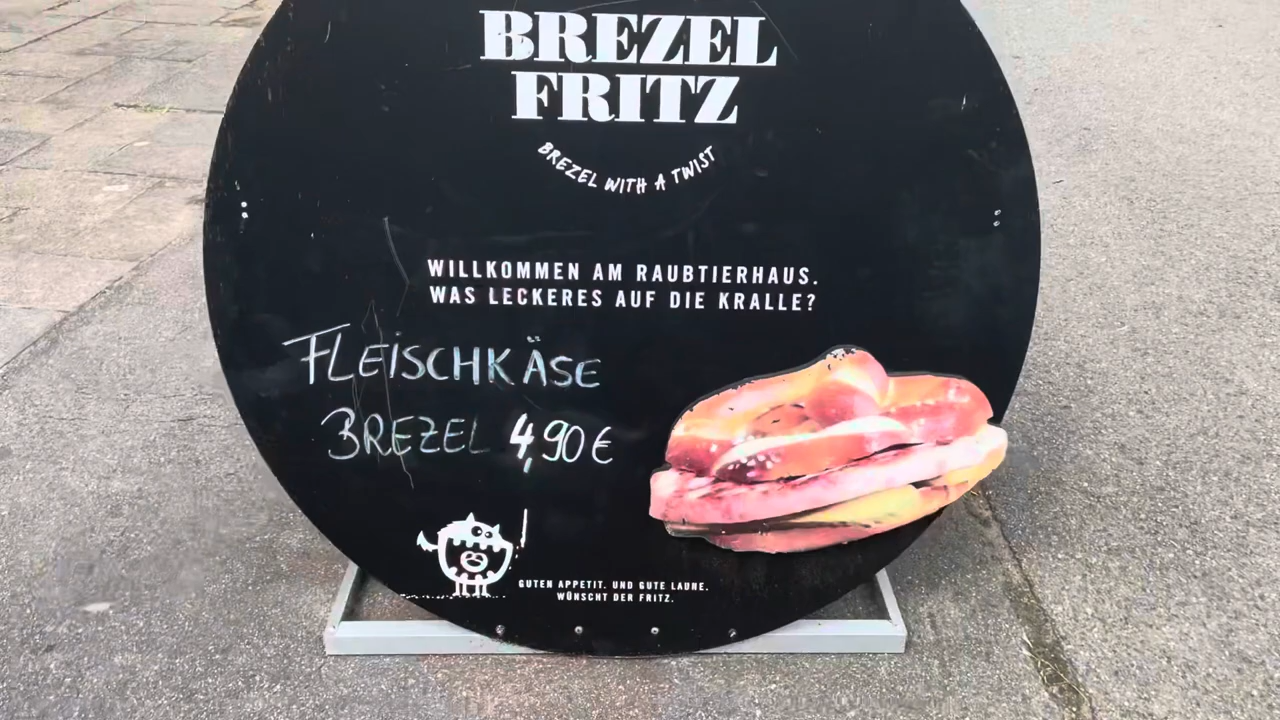 BREZEL
FRITZ
BREZEL WITH A TWIST
WILLKOMMEN AM RAUBTIERHAUS.
WAS LECKERES AUF DIE KRALLE?
FLEISCHKÄSE
BREZEL 4,90 €
GUTEN APPETIT. UND GUTE LAUNE.
WÜNSCHT DER FRITZ.